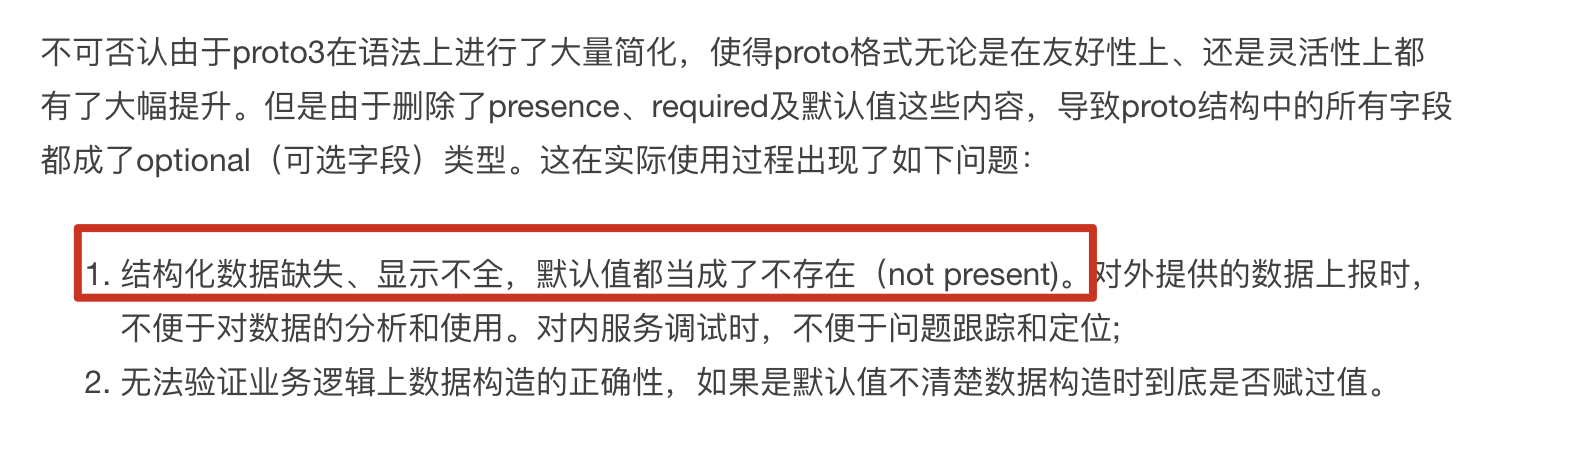 不可否认由于proto3在语法上进行了大量简化，使得proto格式无论是在友好性上、还是灵活性上都
有了大幅提升。但是由于删除了presence、required及默认值这些内容，导致proto结构中的所有字段
都成了optional（可选字段）类型。这在实际使用过程出现了如下问题：
1. 结构化数据缺失、显示不全，默认值都当成了不存在（not present)。对外提供的数据上报时，
不便于对数据的分析和使用。对内服务调试时，不便于问题跟踪和定位;
2. 无法验证业务逻辑上数据构造的正确性，如果是默认值不清楚数据构造时到底是否赋过值。